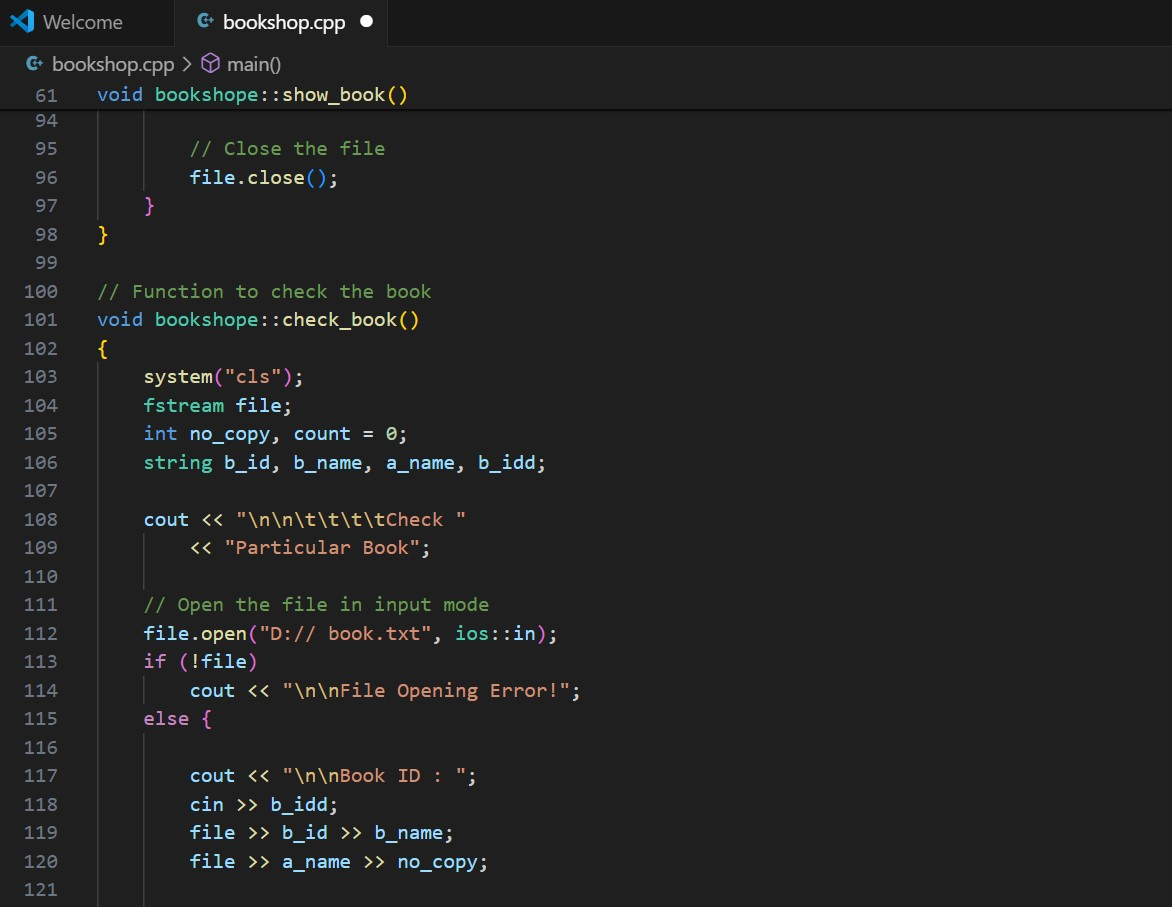 Welcome bookshop.cpp
bookshop.cpp > main()
61 void bookshope::show_book()
94
95 // Close the file
96 file.close();
97 }
98 }
99
100 // Function to check the book
101 void bookshope::check_book()
102 {
103 system("cls");
104 fstream file;
105 int no_copy, count = 0;
106 string b_id, b_name, a_name, b_idd;
107
108 cout << "\n\n\t\t\t\tCheck "
109 << "Particular Book";
110
111 // Open the file in input mode
112 file.open("D:// book.txt", ios::in);
113 if (!file)
114 cout << "\n\nFile Opening Error!";
115 else {
116
117 cout << "\n\nBook ID : ";
118 cin >> b_idd;
119 file >> b_id >> b_name;
120 file >> a_name >> no_copy;
121